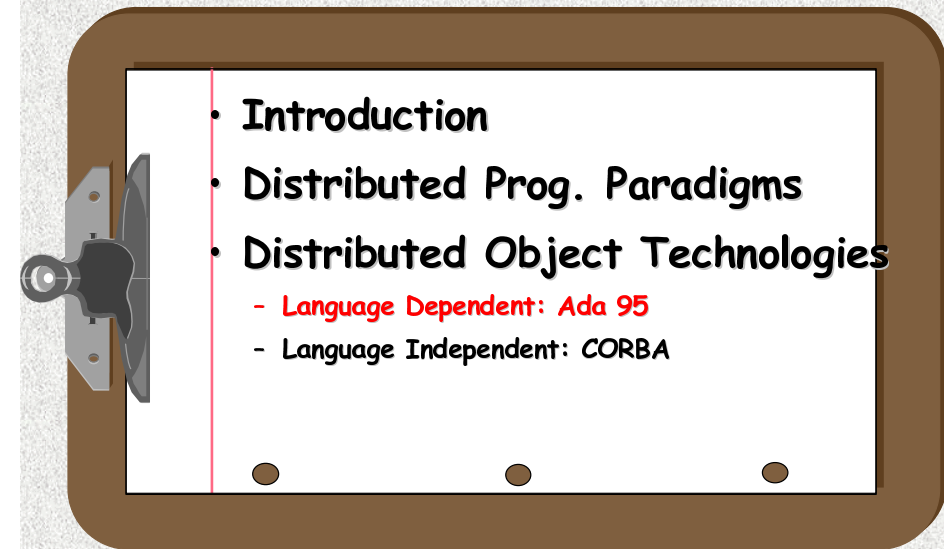 • Introduction
• Distributed Prog. Paradigms
• Distributed Object Technologies
– Language Dependent: Ada 95
– Language Independent: CORBA